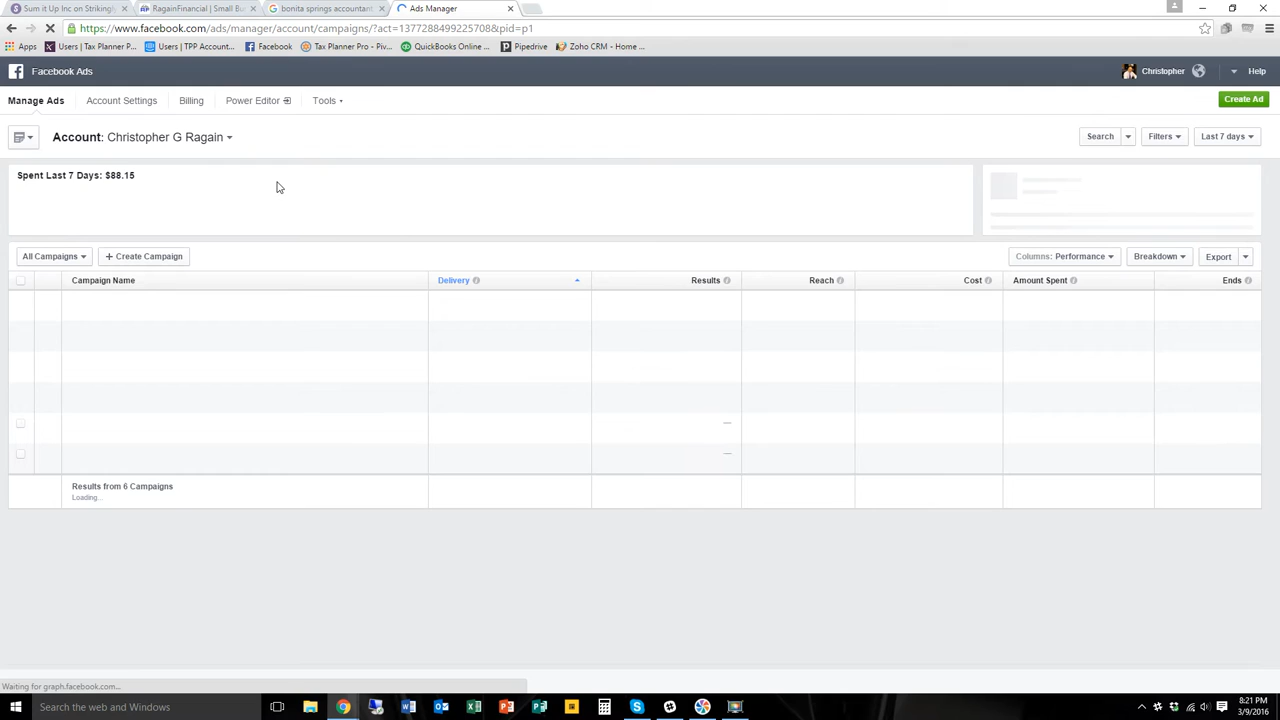 Sum it Up Inc on Strikingly
RagainFinancial | Small Bu
bonita springs accountant
Ads Manager
https://www.facebook.com/ads/manager/account/campaigns/?act=1377288499225708&pid=p1
Apps
Users | Tax Planner P...
Users | TPP Account...
Facebook
Tax Planner Pro - Piv...
QuickBooks Online ...
Pipedrive
Zoho CRM - Home ...
Facebook Ads
Christopher
Help
Manage Ads
Account Settings
Billing
Power Editor
Tools
Create Ad
Account: Christopher G Ragain
Search
Filters
Last 7 days
Spent Last 7 Days: $88.15
All Campaigns
+ Create Campaign
Columns: Performance
Breakdown
Export
Campaign Name
Delivery
Results
Reach
Cost
Amount Spent
Ends
—
—
Results from 6 Campaigns
Loading...
Waiting for graph.facebook.com...
Search the web and Windows
8:21 PM
3/9/2016